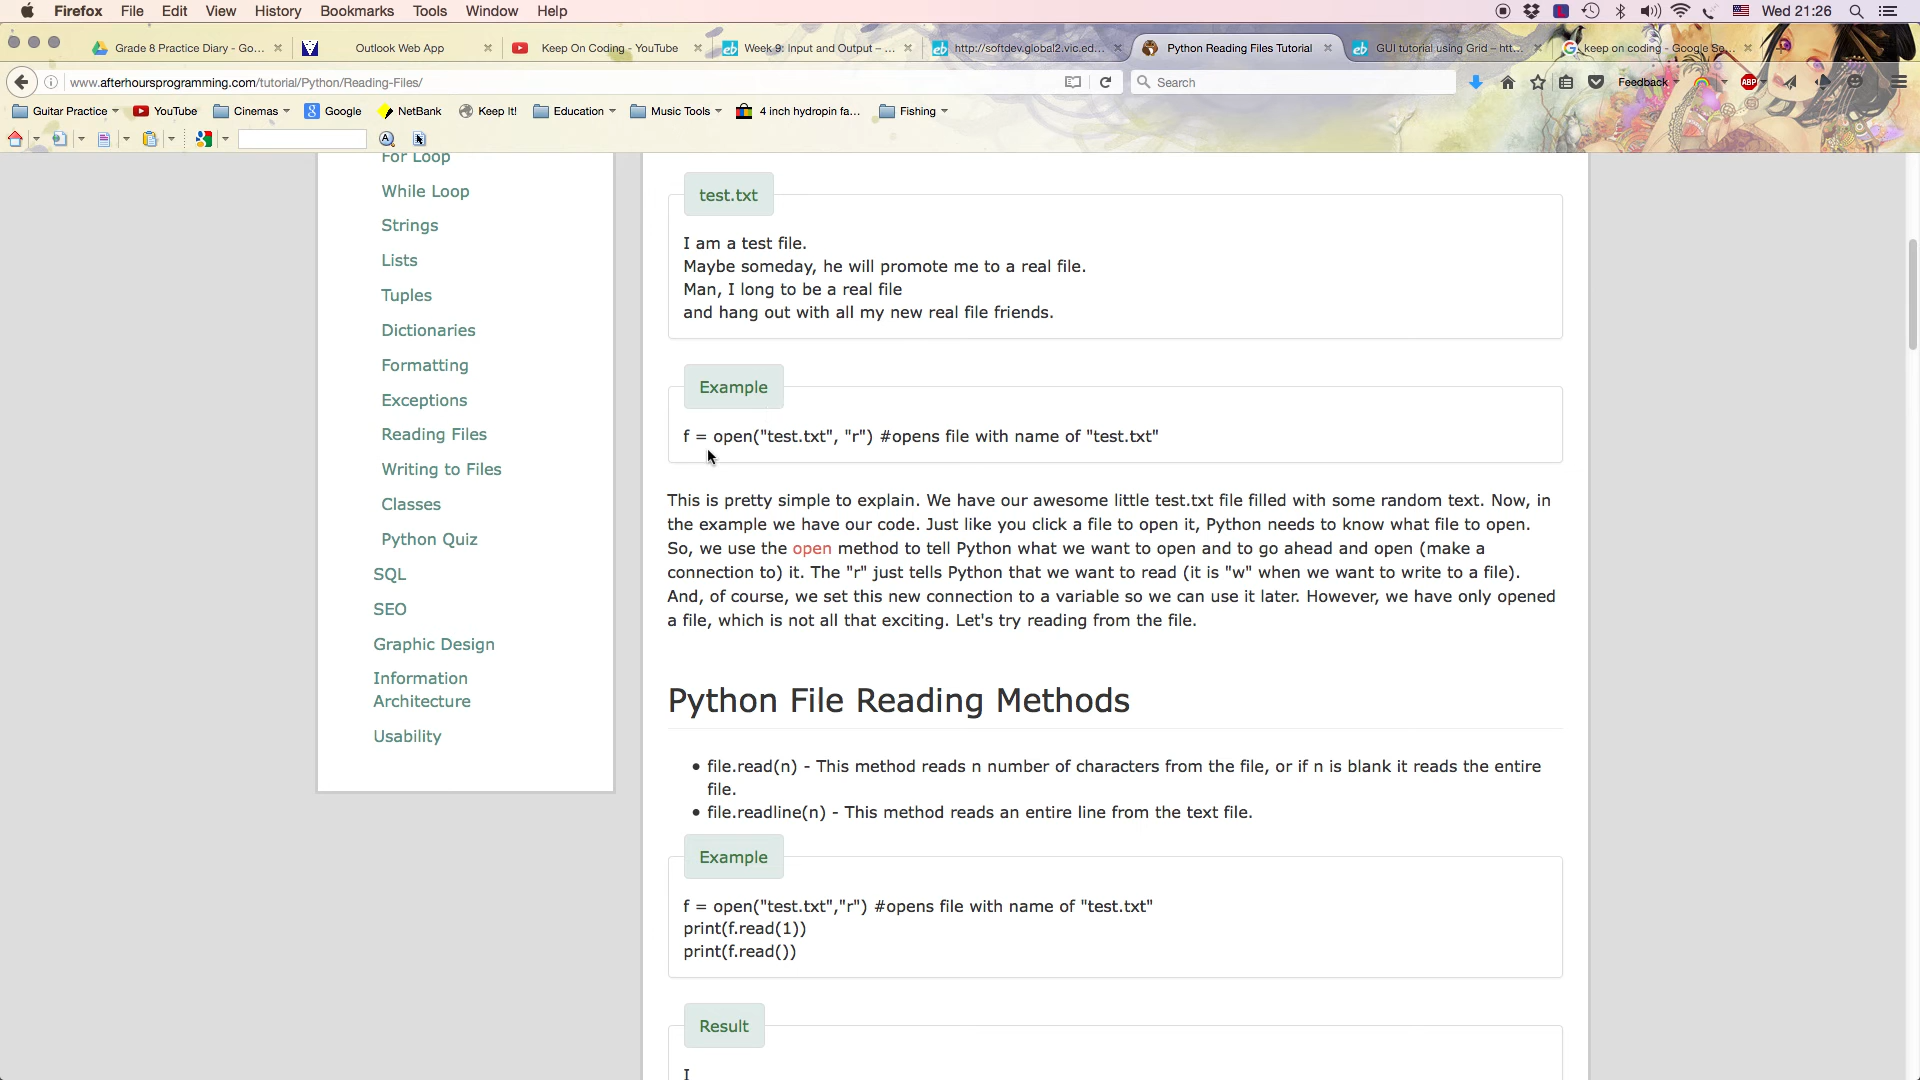 Firefox File Edit View History Bookmarks Tools Window Help Wed 21:26
Grade 8 Practice Diary - Go... Outlook Web App Keep On Coding - YouTube Week 9: Input and Output – ... http://softdev.global2.vic.ed... Python Reading Files Tutorial GUI tutorial using Grid – htt... keep on coding - Google Se...
www.afterhoursprogramming.com/tutorial/Python/Reading-Files/ Search Feedback ABP
Guitar Practice YouTube Cinemas Google NetBank Keep It! Education Music Tools 4 inch hydropin fa... Fishing
For Loop
While Loop
Strings
Lists
Tuples
Dictionaries
Formatting
Exceptions
Reading Files
Writing to Files
Classes
Python Quiz
SQL
SEO
Graphic Design
Information
Architecture
Usability
test.txt
I am a test file.
Maybe someday, he will promote me to a real file.
Man, I long to be a real file
and hang out with all my new real file friends.
Example
f = open("test.txt", "r") #opens file with name of "test.txt"
This is pretty simple to explain. We have our awesome little test.txt file filled with some random text. Now, in
the example we have our code. Just like you click a file to open it, Python needs to know what file to open.
So, we use the open method to tell Python what we want to open and to go ahead and open (make a
connection to) it. The "r" just tells Python that we want to read (it is "w" when we want to write to a file).
And, of course, we set this new connection to a variable so we can use it later. However, we have only opened
a file, which is not all that exciting. Let's try reading from the file.
Python File Reading Methods
• file.read(n) - This method reads n number of characters from the file, or if n is blank it reads the entire
file.
• file.readline(n) - This method reads an entire line from the text file.
Example
f = open("test.txt","r") #opens file with name of "test.txt"
print(f.read(1))
print(f.read())
Result
I